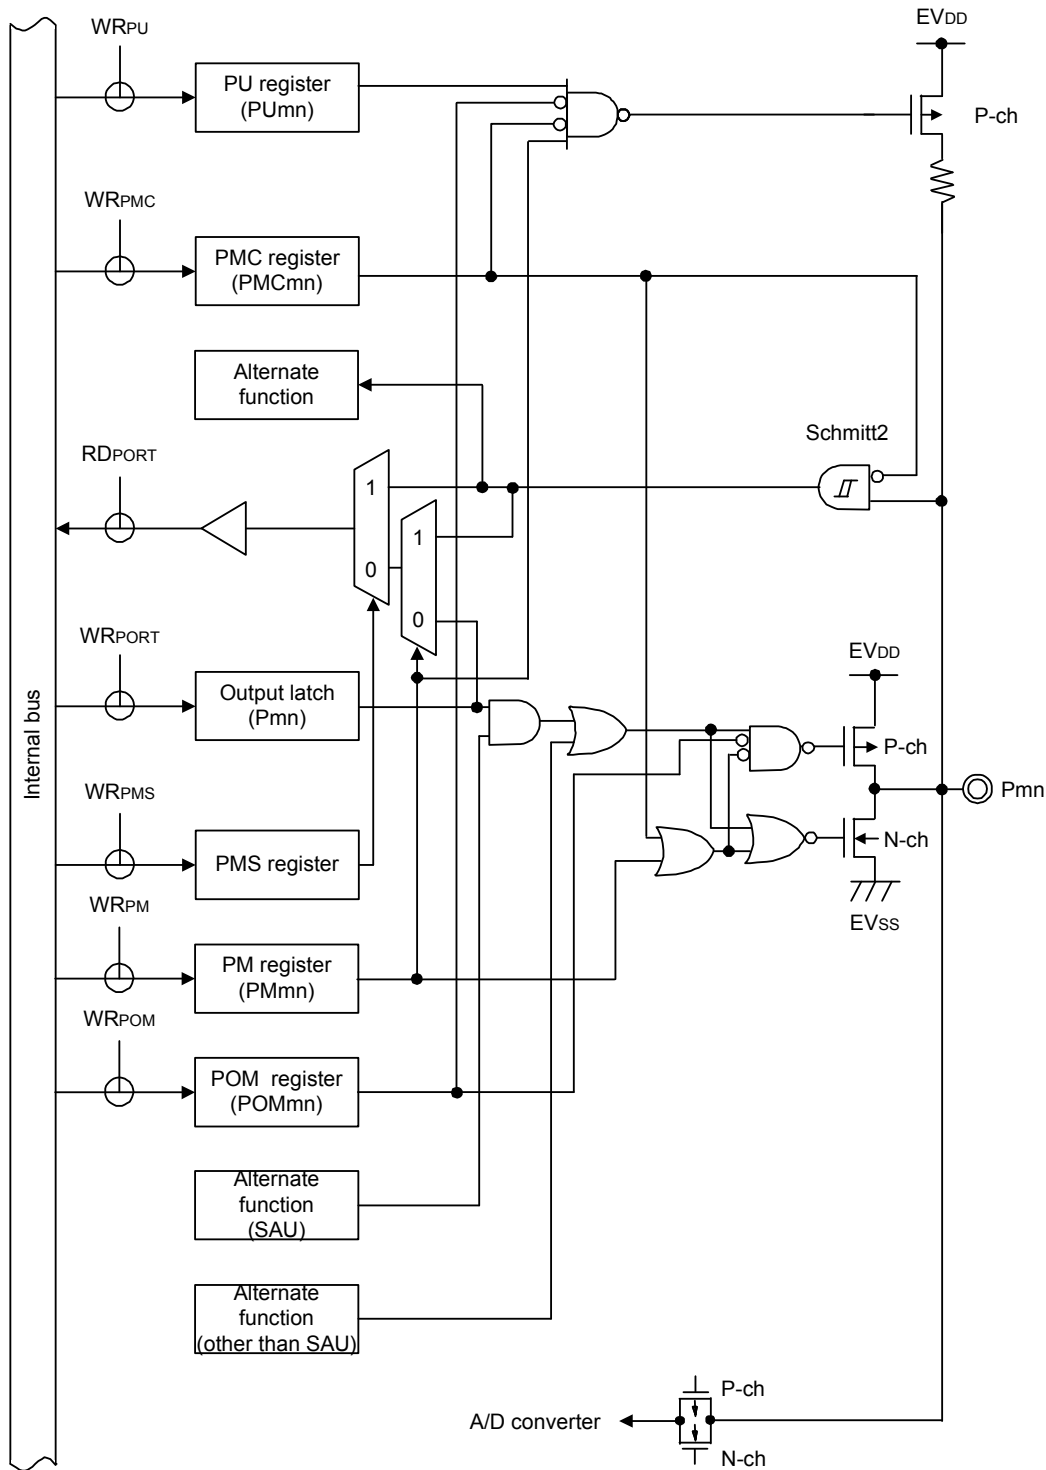 WRPU
EVDD
PU register
(PUmn)
P-ch
WRPMC
PMC register
(PMCmn)
Alternate
function
Schmitt2
RDPORT
1
1
0
0
WRPORT
EVDD
Output latch
(Pmn)
P-ch
Internal bus
WRPMS
Pmn
PMS register
N-ch
WRPM
EVSS
PM register
(PMmn)
WRPOM
POM register
(POMmn)
Alternate
function
(SAU)
Alternate
function
(other than SAU)
P-ch
A/D converter
N-ch